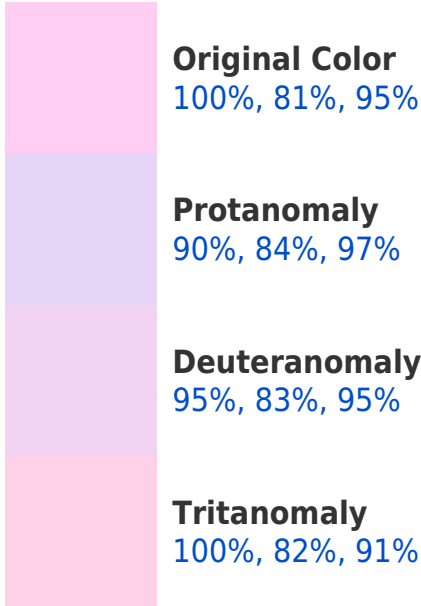 Original Color
100%, 81%, 95%
Protanomaly
90%, 84%, 97%
Deuteranomaly
95%, 83%, 95%
Tritanomaly
100%, 82%, 91%